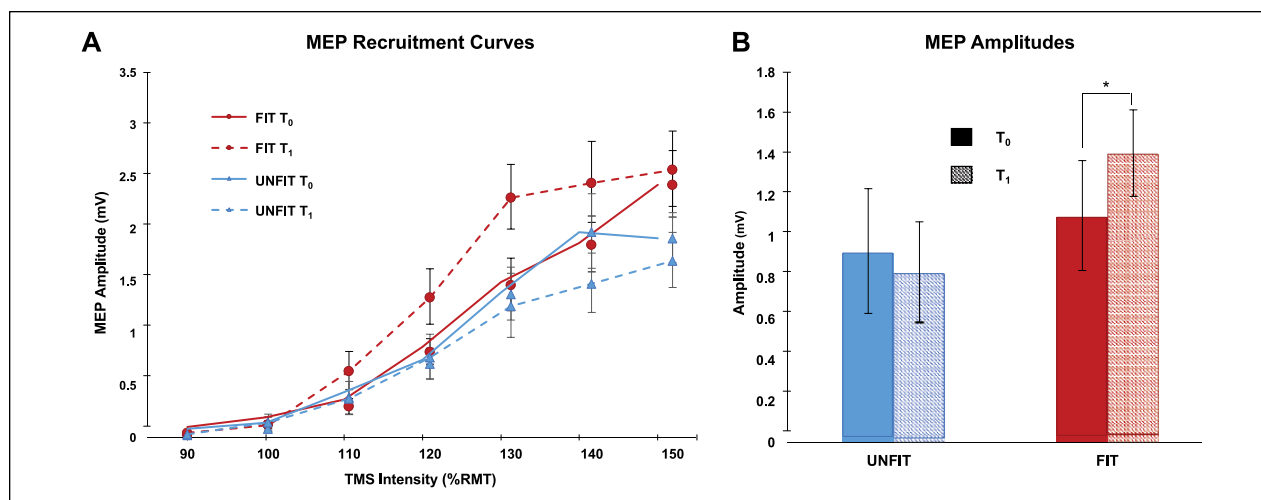 A
MEP Recruitment Curves
3.5
3
2.5
2
1.5
1
0.5
0
MEP Amplitude (mV)
FIT T₀
FIT T₁
UNFIT T₀
UNFIT T₁
90 100 110 120 130 140 150
TMS Intensity (%RMT)
B
MEP Amplitudes
1.8
1.6
1.4
1.2
1
0.8
0.6
0.4
0.2
0
Amplitude (mV)
T₀
T₁
*
UNFIT FIT